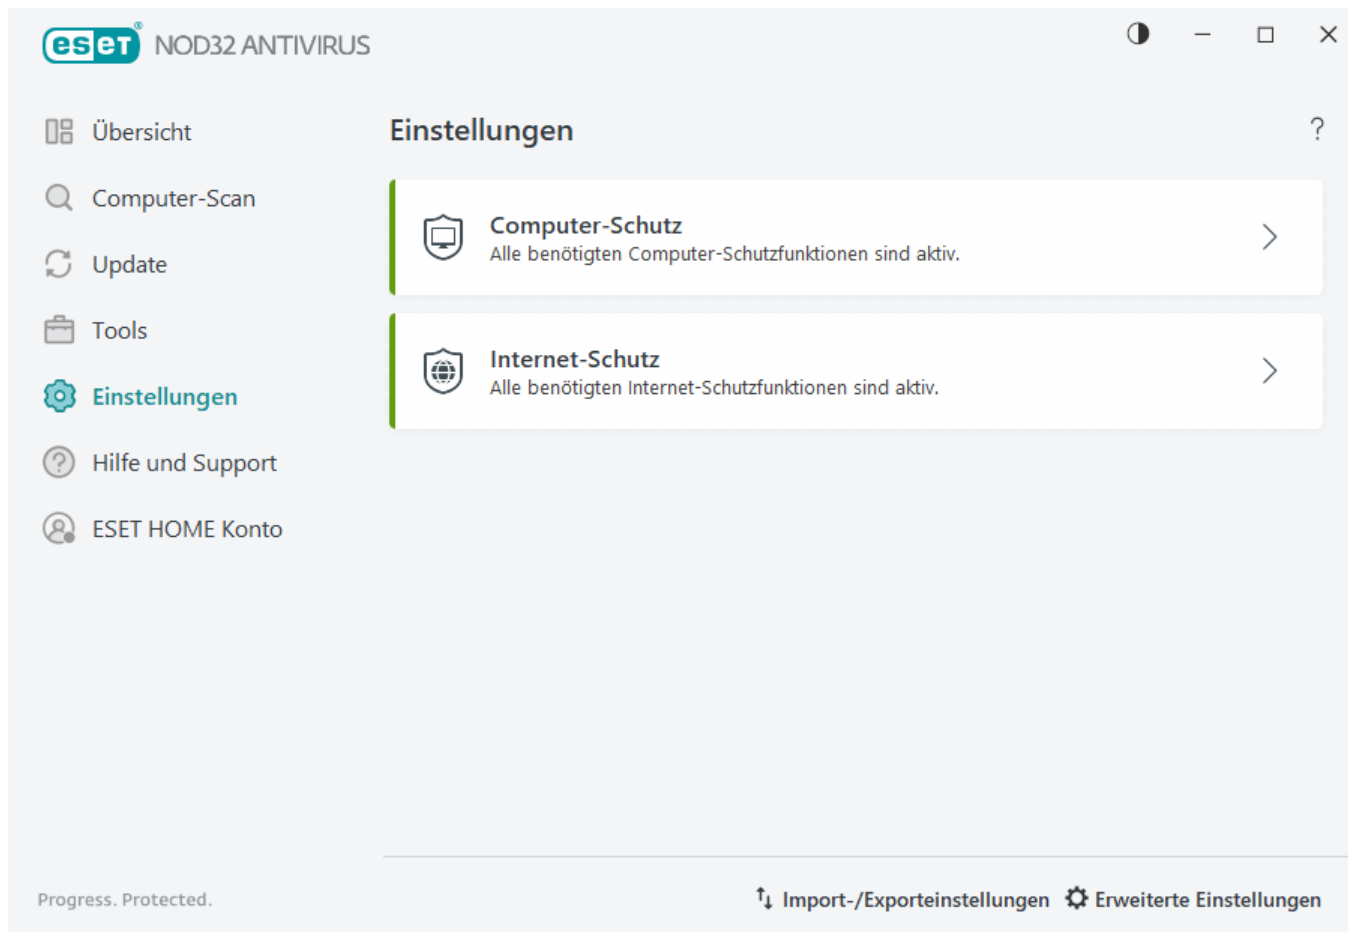 eset® NOD32 ANTIVIRUS
Übersicht
Computer-Scan
Update
Tools
Einstellungen
Hilfe und Support
ESET HOME Konto
Einstellungen
?
Computer-Schutz
Alle benötigten Computer-Schutzfunktionen sind aktiv.
Internet-Schutz
Alle benötigten Internet-Schutzfunktionen sind aktiv.
Progress. Protected.
Import-/Exporteinstellungen
Erweiterte Einstellungen